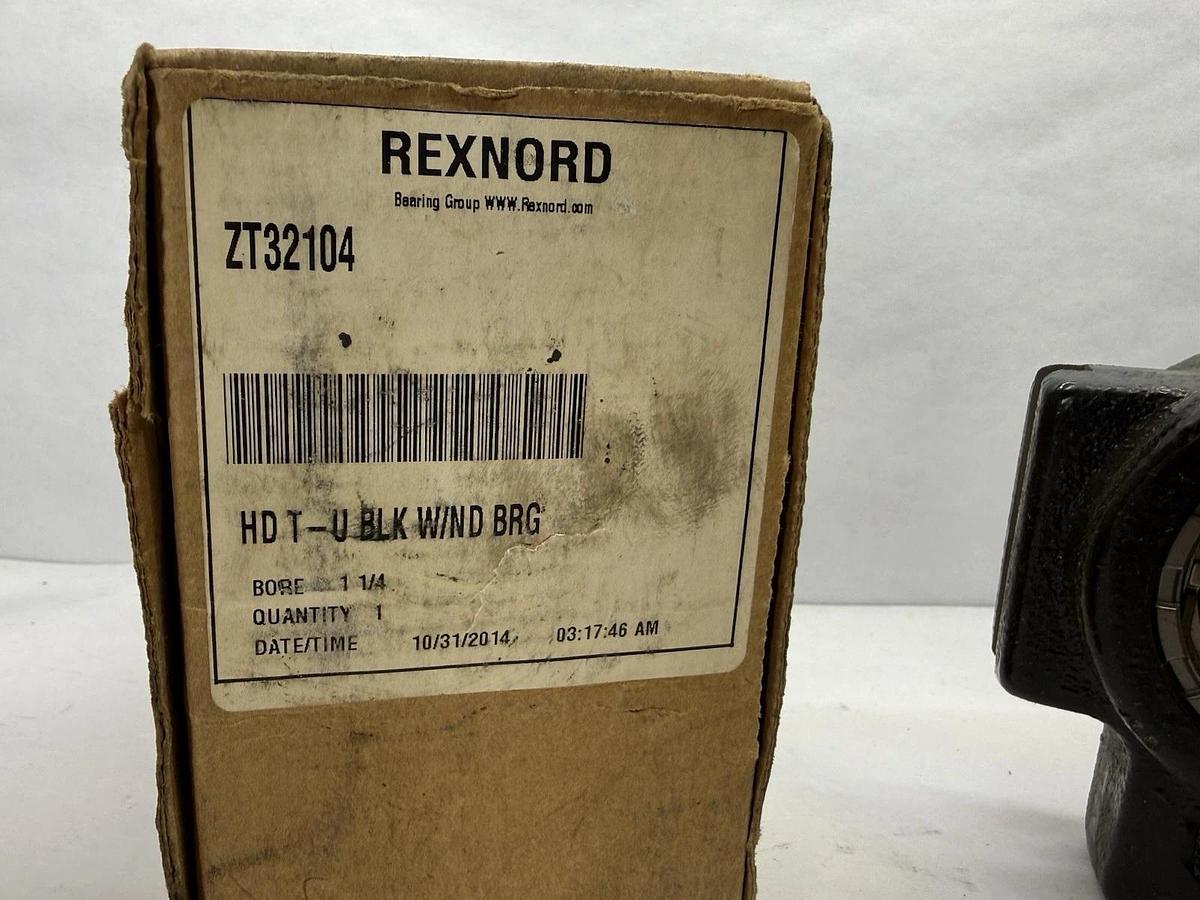 REXNORD
Bearing Group WWW.Rexnord.com
ZT32104
HD T-U BLK W/ND BRG
BORE 1 1/4
QUANTITY 1
DATE/TIME 10/31/2014 03:17:46 AM